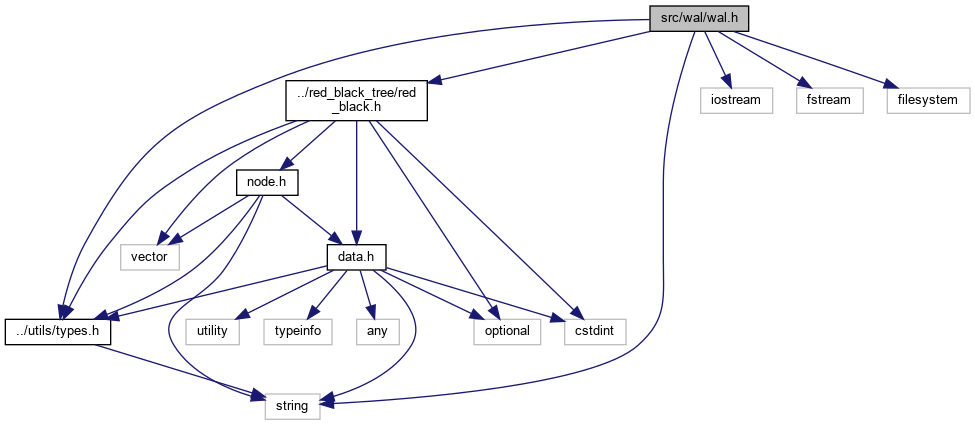 src/wal/wal.h
../red_black_tree/red
_black.h
iostream
fstream
filesystem
node.h
vector
data.h
../utils/types.h
utility
typeinfo
any
optional
cstdint
string